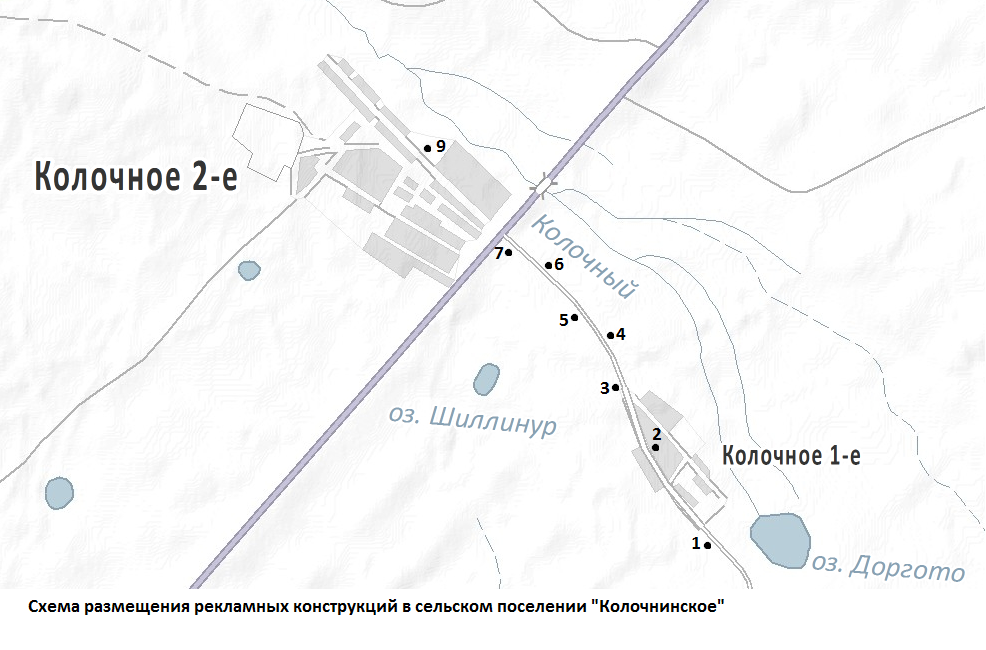 9
Колочное 2-е
Колочный
7
6
5
4
3
оз. Шиллинур
2
Колочное 1-е
1
оз. Доргото
Схема размещения рекламных конструкций в сельском поселении "Колочнинское"